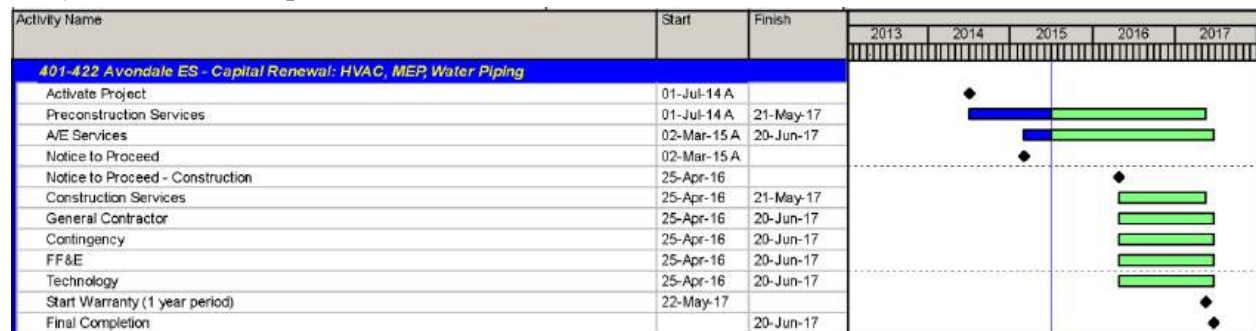 Activity Name Start Finish
2013 2014 2015 2016 2017
401-422 Avondale ES - Capital Renewal: HVAC, MEP, Water Piping
Activate Project 01-Jul-14 A
Preconstruction Services 01-Jul-14 A 21-May-17
A/E Services 02-Mar-15 A 20-Jun-17
Notice to Proceed 02-Mar-15 A
Notice to Proceed - Construction 25-Apr-16
Construction Services 25-Apr-16 21-May-17
General Contractor 25-Apr-16 20-Jun-17
Contingency 25-Apr-16 20-Jun-17
FF&E 25-Apr-16 20-Jun-17
Technology 25-Apr-16 20-Jun-17
Start Warranty (1 year period) 22-May-17
Final Completion 20-Jun-17